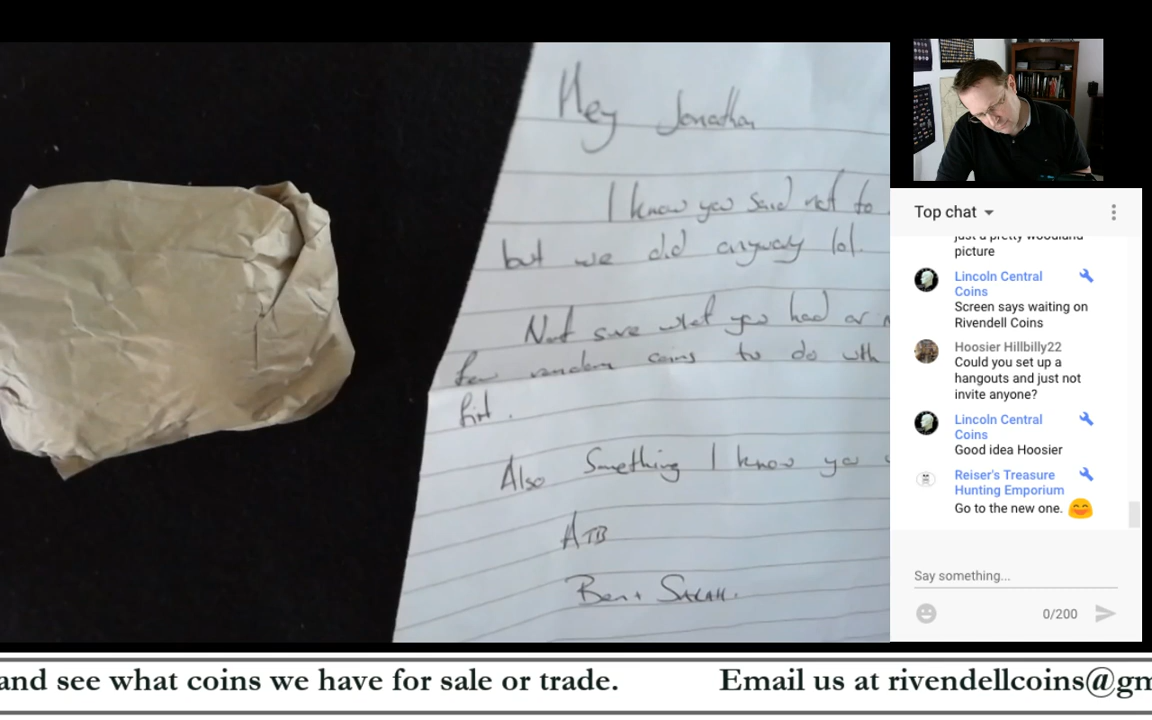 Hey Jonathan
I know you said not to
but we did anyway lol.
Not sure what you had or
few random coins to do with
first.
Also Something I know you
ATB
Ben + SARAH.
Top chat
just a pretty woodland
picture
Lincoln Central
Coins
Screen says waiting on
Rivendell Coins
Hoosier Hillbilly22
Could you set up a
hangouts and just not
invite anyone?
Lincoln Central
Coins
Good idea Hoosier
Reiser's Treasure
Hunting Emporium
Go to the new one.
Say something...
0/200
and see what coins we have for sale or trade. Email us at rivendellcoins@gm